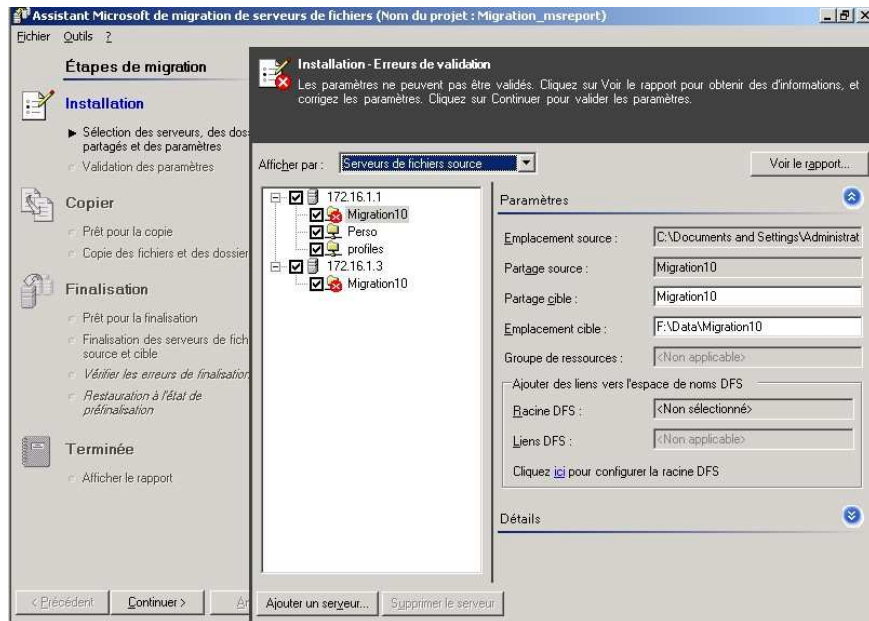 Assistant Microsoft de migration de serveurs de fichiers (Nom du projet : Migration_msreport)
Fichier Outils ?
Étapes de migration
Installation
Sélection des serveurs, des dos
partagés et des paramètres
Validation des paramètres
Copier
Prêt pour la copie
Copie des fichiers et des dossier
Finalisation
Prêt pour la finalisation
Finalisation des serveurs de fich
source et cible
Vérifier les erreurs de finalisation
Restauration à l'état de
préfinalisation
Terminée
Afficher le rapport
< Précédent Continuer >
Installation - Erreurs de validation
Les paramètres ne peuvent pas être validés. Cliquez sur Voir le rapport pour obtenir des d'informations, et
corrigez les paramètres. Cliquez sur Continuer pour valider les paramètres.
Afficher par : Serveurs de fichiers source Voir le rapport...
172.16.1.1
Migration10
Perso
profiles
172.16.1.3
Migration10
Paramètres
Emplacement source : C:\Documents and Settings\Administrat
Partage source : Migration10
Partage cible : Migration10
Emplacement cible : F:\Data\Migration10
Groupe de ressources : <Non applicable>
Ajouter des liens vers l'espace de noms DFS
Racine DFS : <Non sélectionné>
Liens DFS : <Non applicable>
Cliquez ici pour configurer la racine DFS
Détails
Ajouter un serveur... Supprimer le serveur